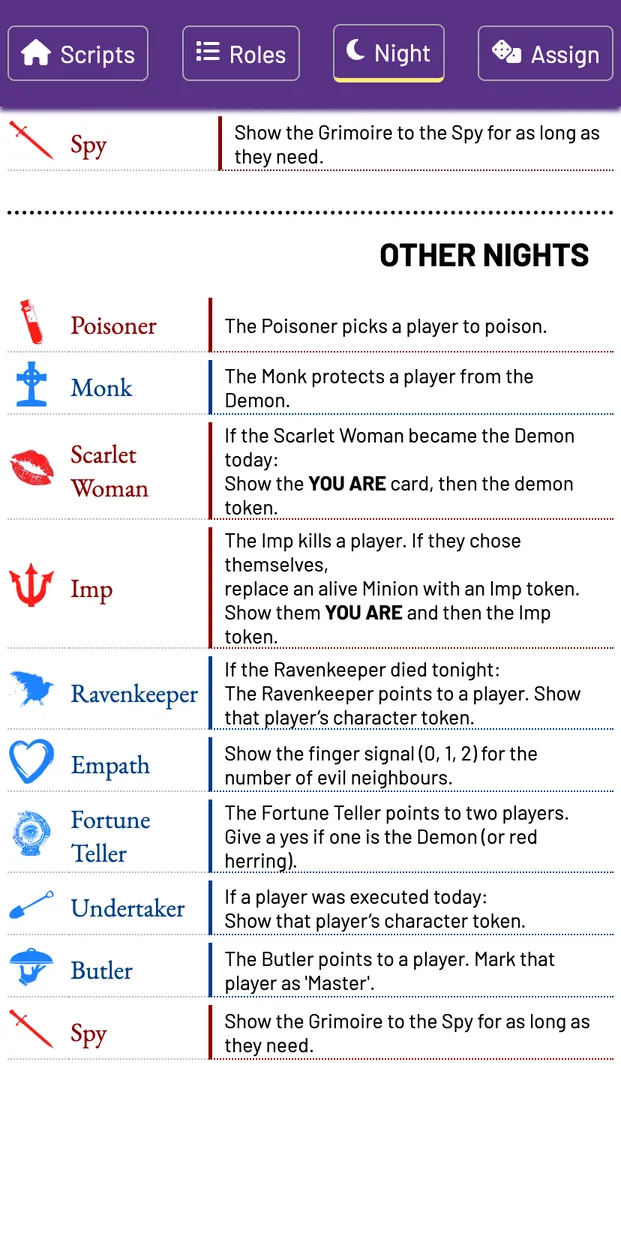 Scripts Roles Night Assign
Spy
Show the Grimoire to the Spy for as long as
they need.
OTHER NIGHTS
Poisoner
The Poisoner picks a player to poison.
Monk
The Monk protects a player from the
Demon.
Scarlet
Woman
If the Scarlet Woman became the Demon
today:
Show the YOU ARE card, then the demon
token.
Imp
The Imp kills a player. If they chose
themselves,
replace an alive Minion with an Imp token.
Show them YOU ARE and then the Imp
token.
Ravenkeeper
If the Ravenkeeper died tonight:
The Ravenkeeper points to a player. Show
that player’s character token.
Empath
Show the finger signal (0, 1, 2) for the
number of evil neighbours.
Fortune
Teller
The Fortune Teller points to two players.
Give a yes if one is the Demon (or red
herring).
Undertaker
If a player was executed today:
Show that player‘s character token.
Butler
The Butler points to a player. Mark that
player as 'Master'.
Spy
Show the Grimoire to the Spy for as long as
they need.